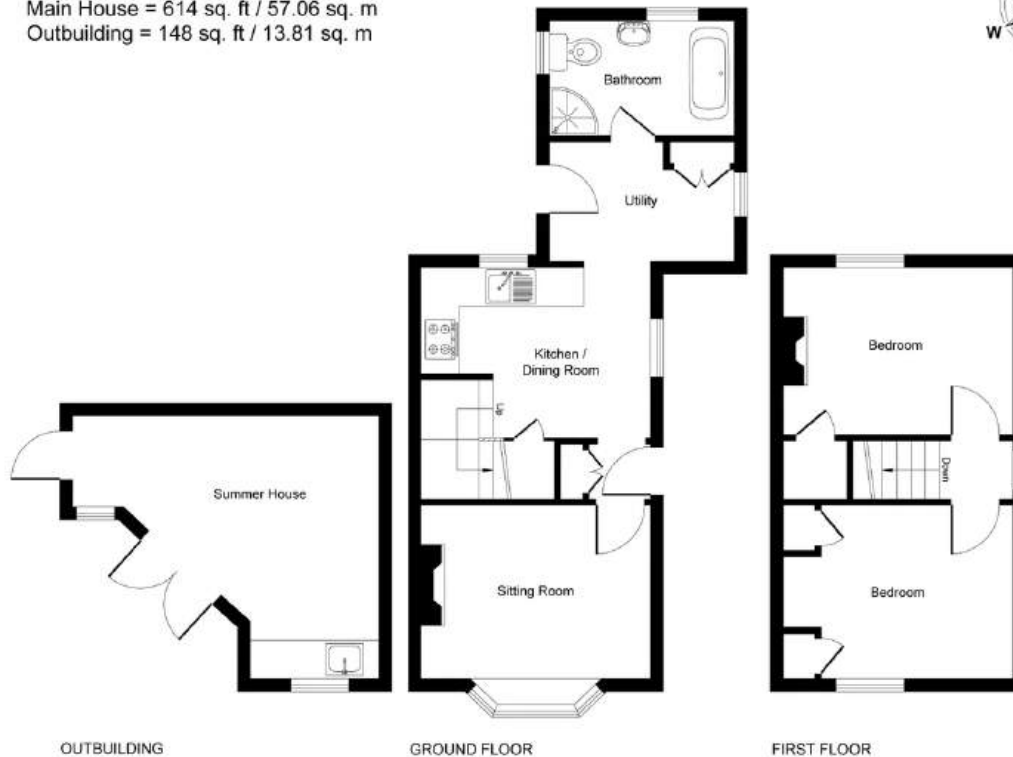 Main House = 614 sq. ft / 57.06 sq. m
Outbuilding = 148 sq. ft / 13.81 sq. m
W
Bathroom
Utility
Kitchen /
Dining Room
Up
Sitting Room
Summer House
Bedroom
Down
Bedroom
OUTBUILDING
GROUND FLOOR
FIRST FLOOR